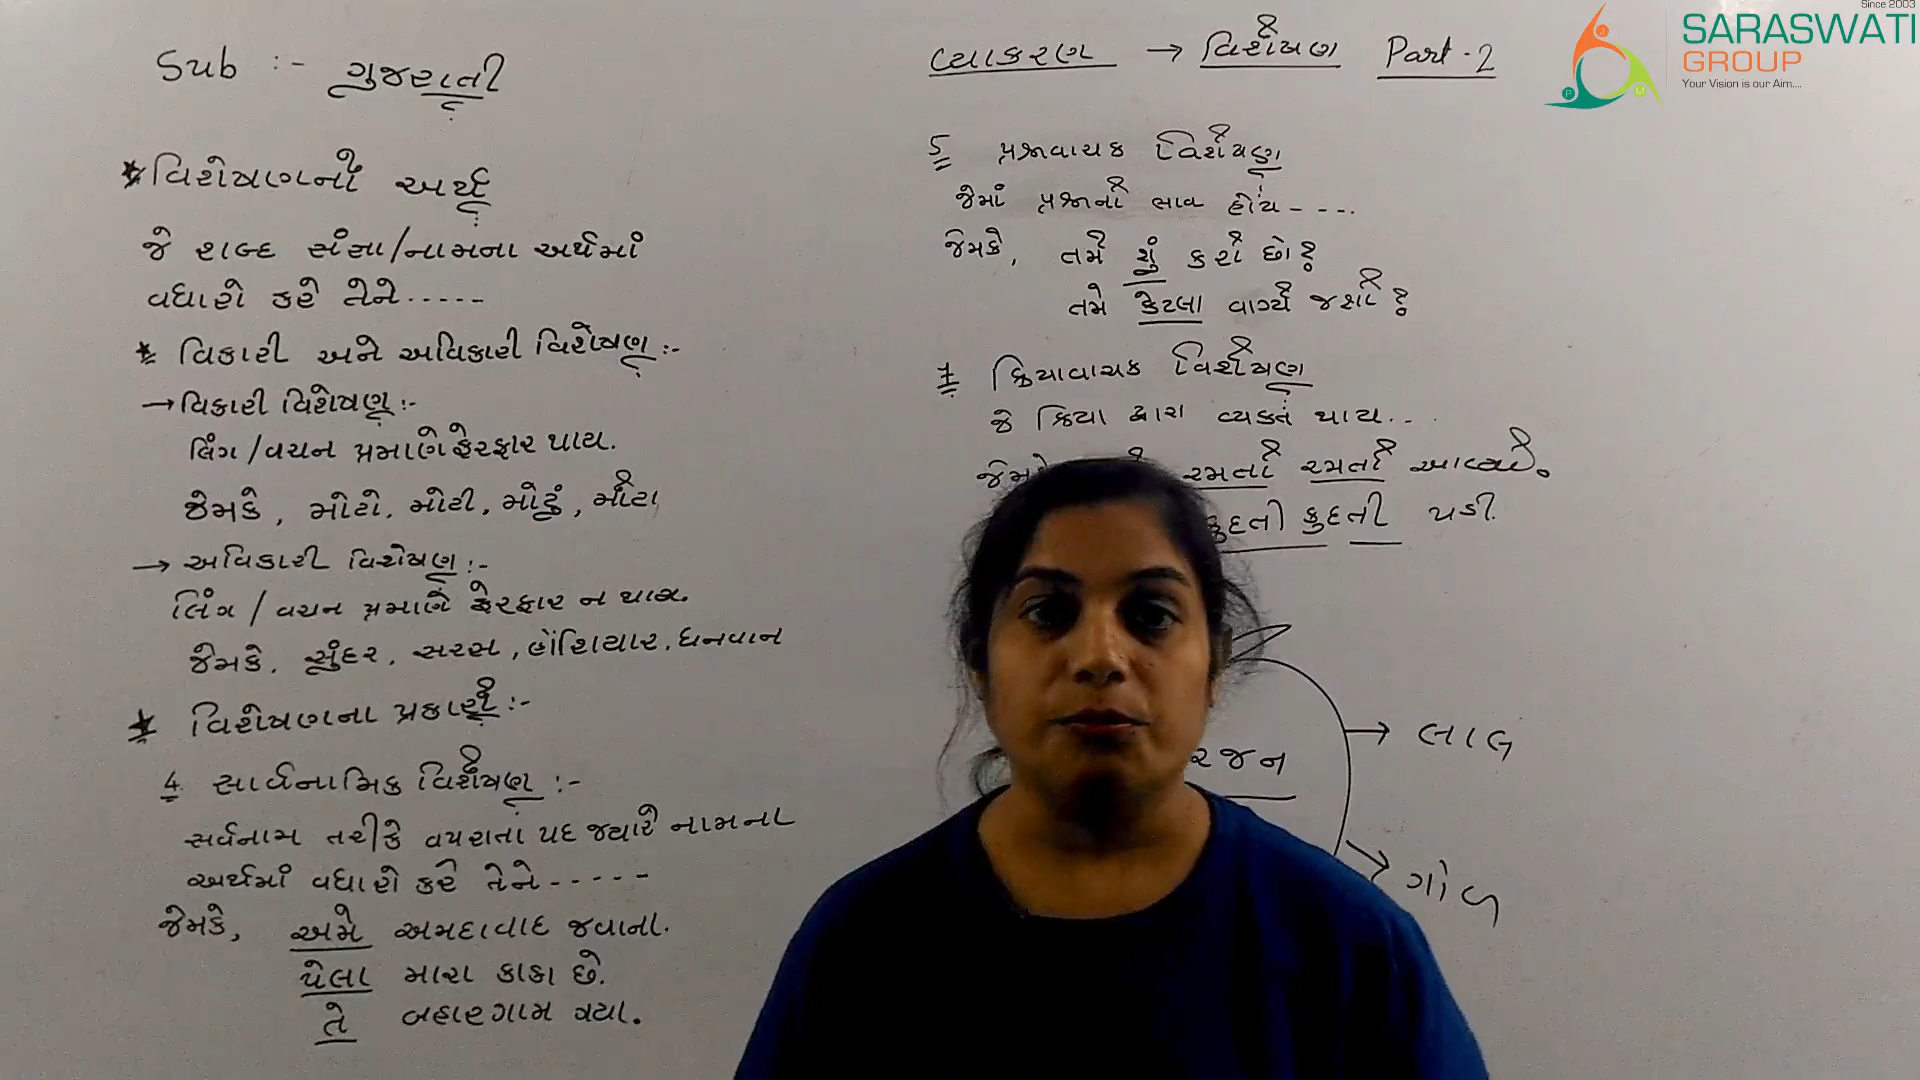 Sub :- ગુજરાતી
* વિશેષણનો અર્થ
જે શબ્દ સંજ્ઞા/નામના અર્થમાં
વધારો કરે તેને.....
* વિકારી અને અવિકારી વિશેષણ :-
→ વિકારી વિશેષણ :-
લિંગ/વચન પ્રમાણે ફેરફાર થાય.
જેમકે, મોટો, મોટી, મોટું, મોટા
→ અવિકારી વિશેષણ :-
લિંગ/વચન પ્રમાણે ફેરફાર ન થાય.
જેમકે, સુંદર, સરસ, હોંશિયાર, ધનવાન
* વિશેષણના પ્રકારો :-
4 સાર્વનામિક વિશેષણ :-
સર્વનામ તરીકે વપરાતા પદ જ્યારે નામના
અર્થમાં વધારો કરે તેને -----
જેમકે, અમે અમદાવાદ જવાના.
પેલા મારા કાકા છે.
તે બહારગામ ગયા.
વ્યાકરણ → વિશેષણ Part-2
5 પ્રશ્નવાચક વિશેષણ
જેમાં પ્રશ્નનો ભાવ હોય ----
જેમકે, તમે શું કરો છો?
તમે કેટલા વાગ્યે જશો?
7 ક્રિયાવાચક વિશેષણ
જે ક્રિયા દ્વારા વ્યક્ત થાય..
રમતો રમતો આવ્યો.
કુદતી કુદતી પડી.
રજન
→ લાલ
→ ગોળ
Since 2003
SARASWATI
GROUP
Your Vision is our Aim....